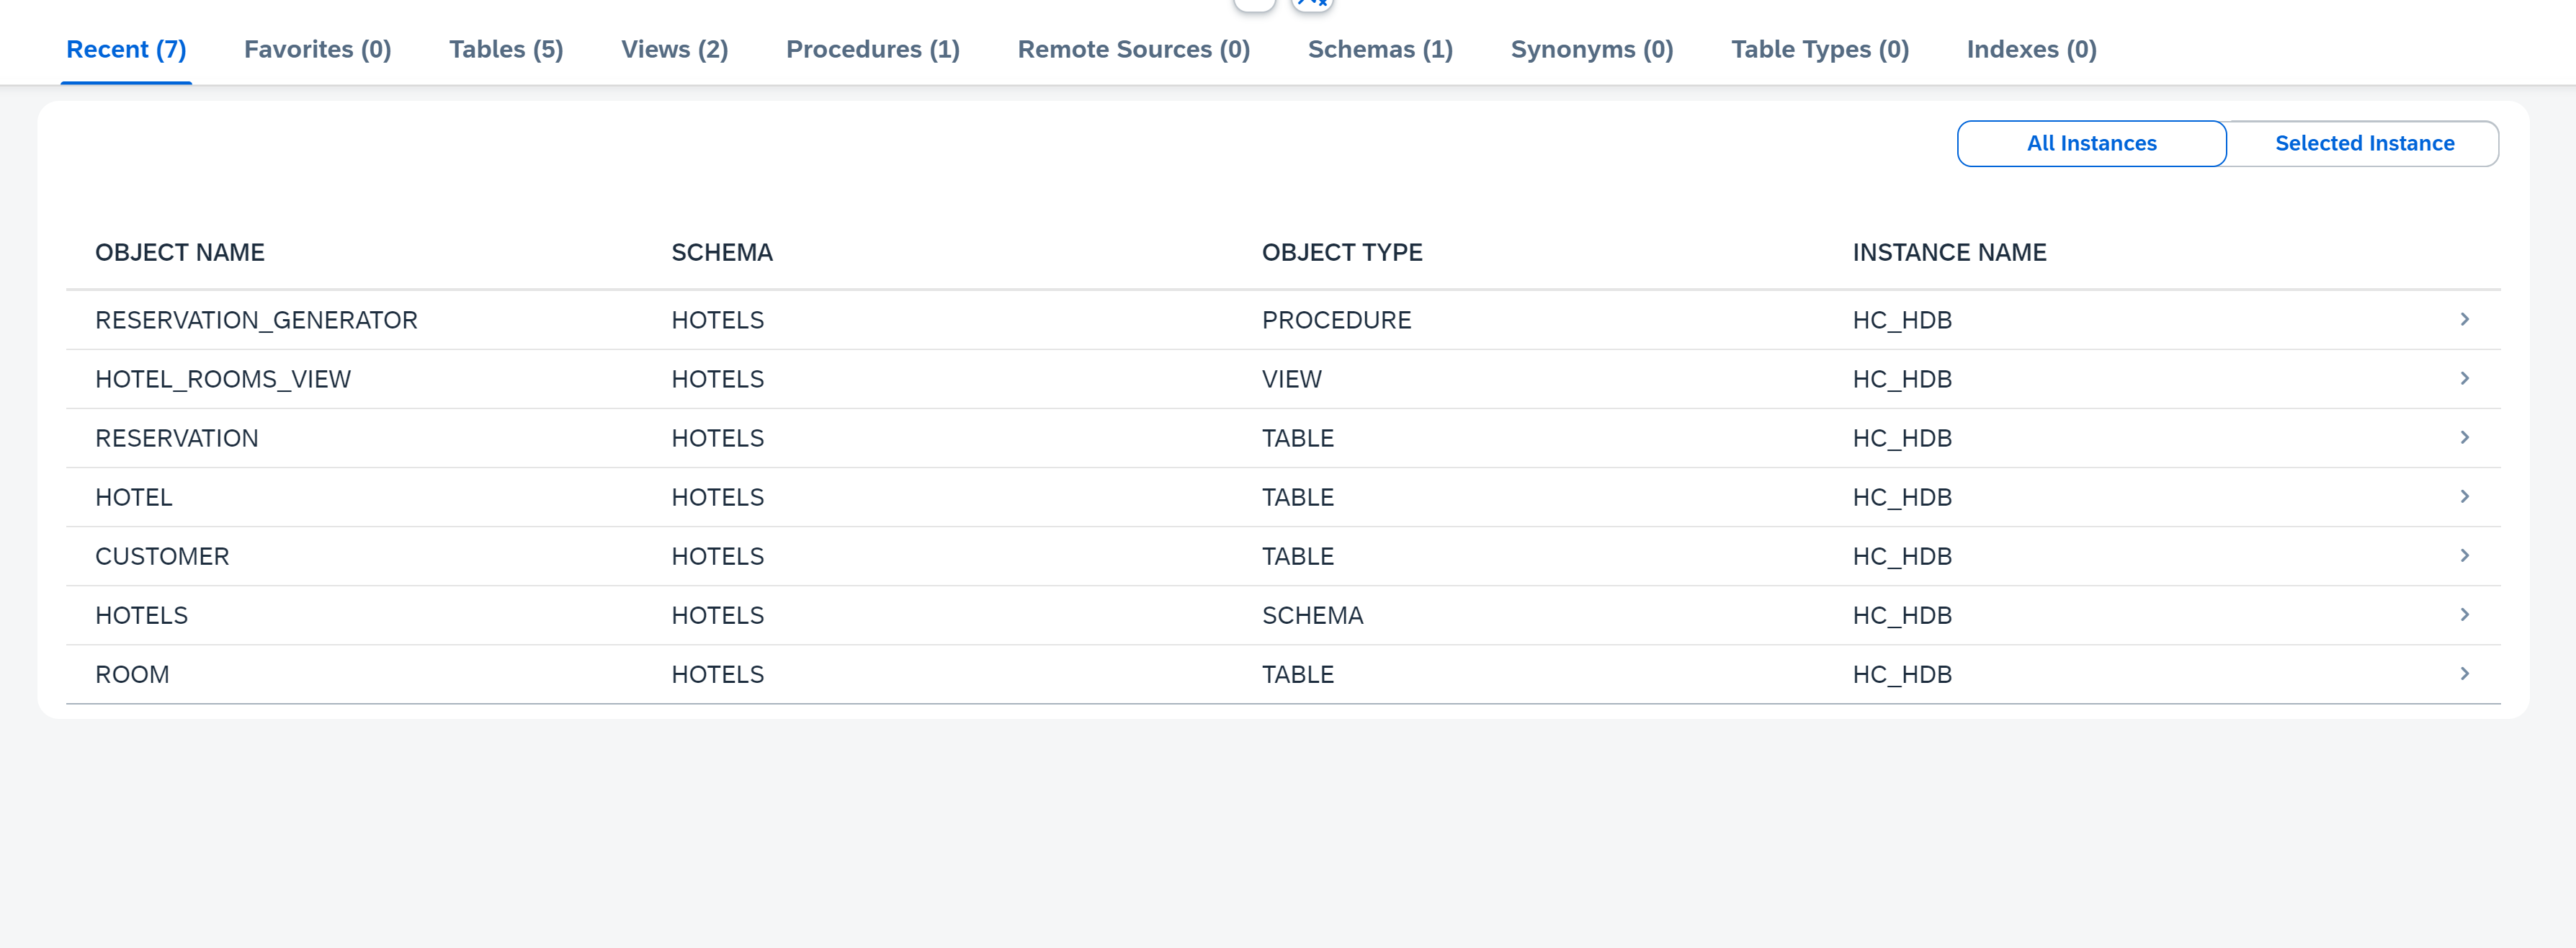 Recent (7) Favorites (0) Tables (5) Views (2) Procedures (1) Remote Sources (0) Schemas (1) Synonyms (0) Table Types (0) Indexes (0)
All Instances Selected Instance
OBJECT NAME SCHEMA OBJECT TYPE INSTANCE NAME
RESERVATION_GENERATOR HOTELS PROCEDURE HC_HDB
HOTEL_ROOMS_VIEW HOTELS VIEW HC_HDB
RESERVATION HOTELS TABLE HC_HDB
HOTEL HOTELS TABLE HC_HDB
CUSTOMER HOTELS TABLE HC_HDB
HOTELS HOTELS SCHEMA HC_HDB
ROOM HOTELS TABLE HC_HDB